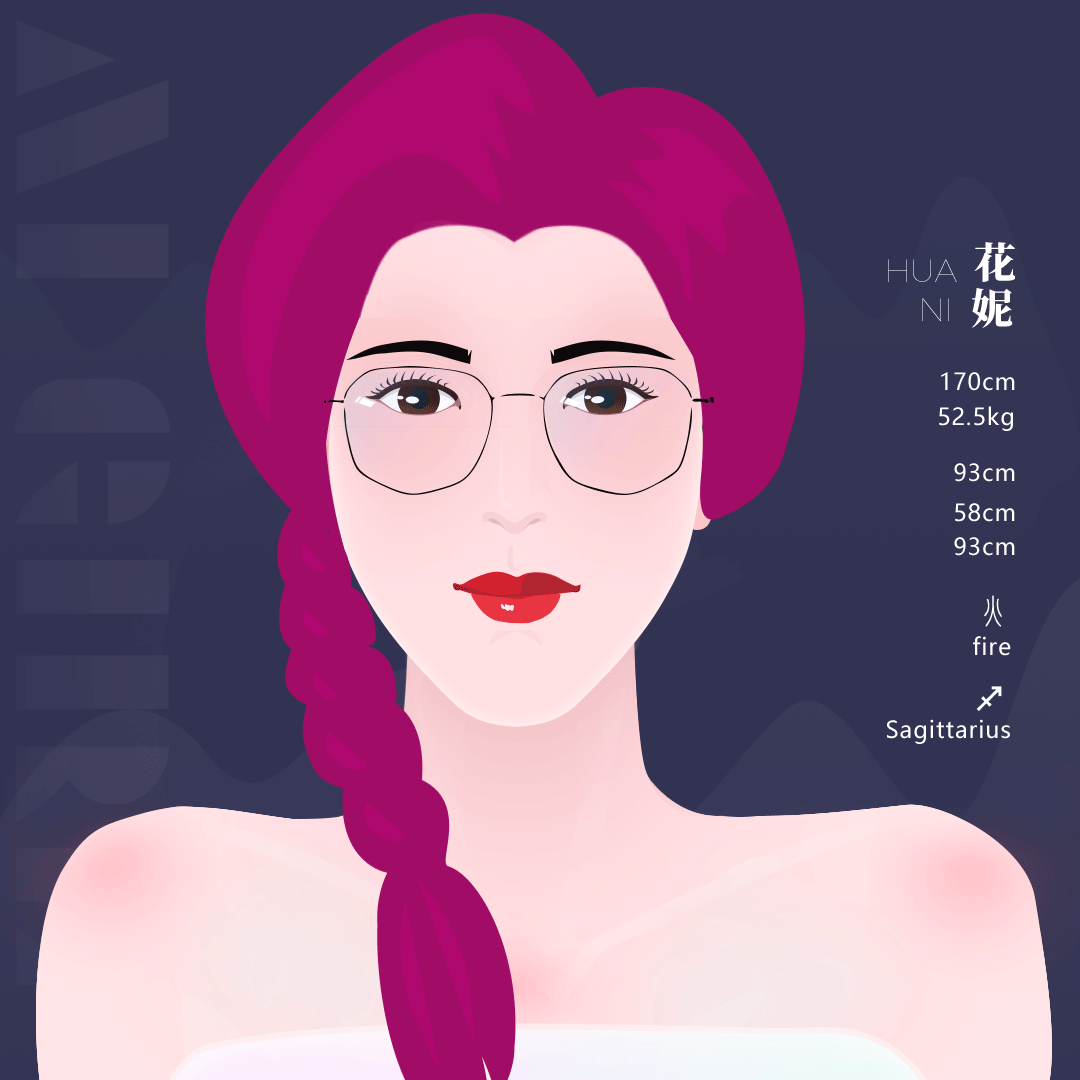 花妮
HUA
NI
170cm
52.5kg
93cm
58cm
93cm
火
fire
♐
Sagittarius